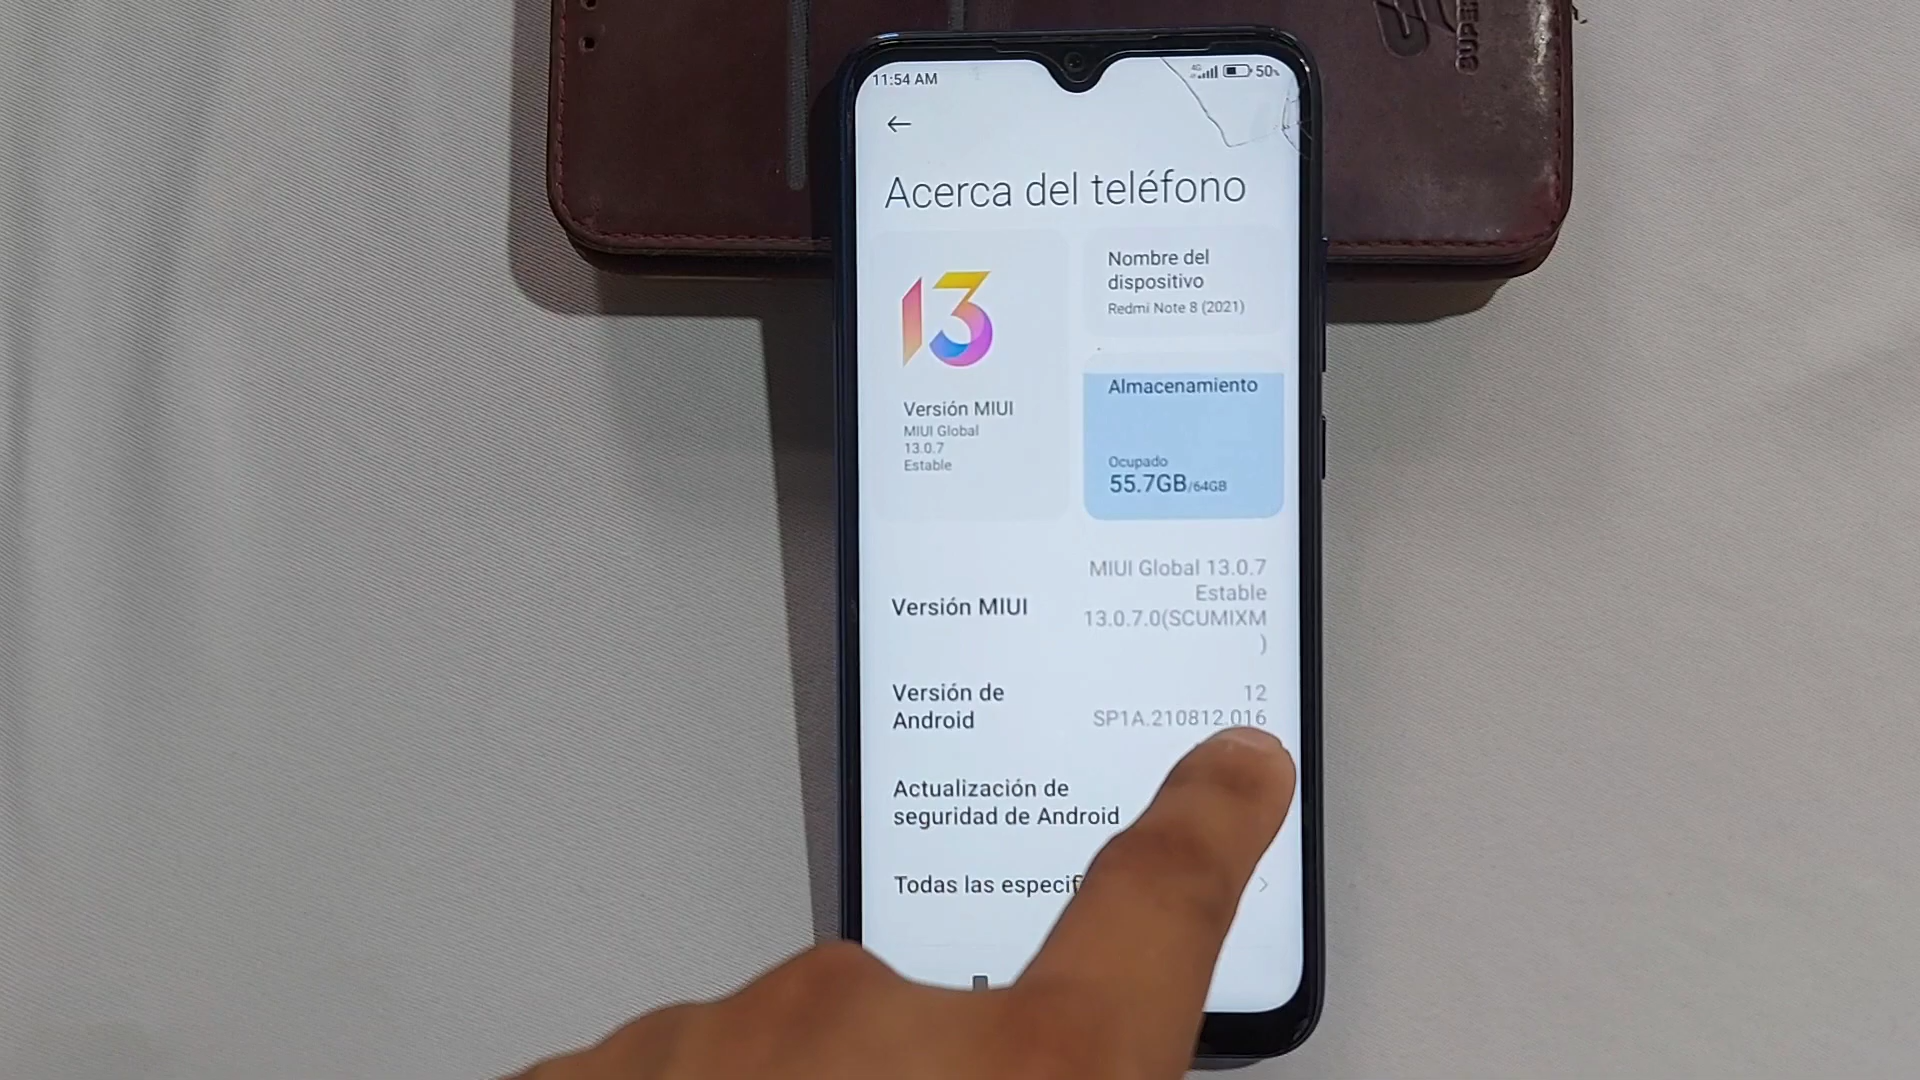 SUPER
11:54 AM
4G
50%
Acerca del teléfono
13
Versión MIUI
MIUI Global
13.0.7
Estable
Nombre del
dispositivo
Redmi Note 8 (2021)
Almacenamiento
Ocupado
55.7GB/64GB
Versión MIUI
MIUI Global 13.0.7
Estable
13.0.7.0(SCUMIXM
)
Versión de
Android
12
SP1A.210812.016
Actualización de
seguridad de Android
Todas las especif